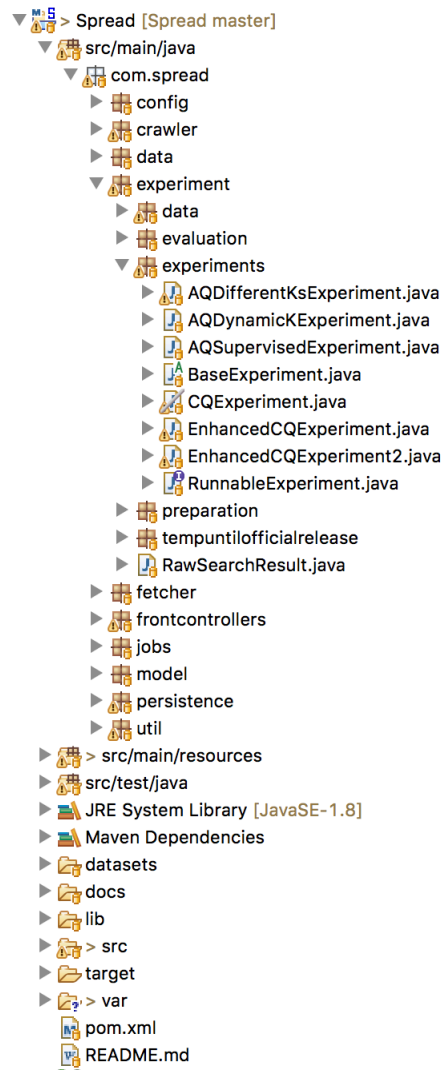 > Spread [Spread master]
src/main/java
com.spread
config
crawler
data
experiment
data
evaluation
experiments
AQDifferentKsExperiment.java
AQDynamicKExperiment.java
AQSupervisedExperiment.java
BaseExperiment.java
CQExperiment.java
EnhancedCQExperiment.java
EnhancedCQExperiment2.java
RunnableExperiment.java
preparation
tempuntilofficialrelease
RawSearchResult.java
fetcher
frontcontrollers
jobs
model
persistence
util
> src/main/resources
src/test/java
JRE System Library [JavaSE-1.8]
Maven Dependencies
datasets
docs
lib
> src
target
> var
pom.xml
README.md